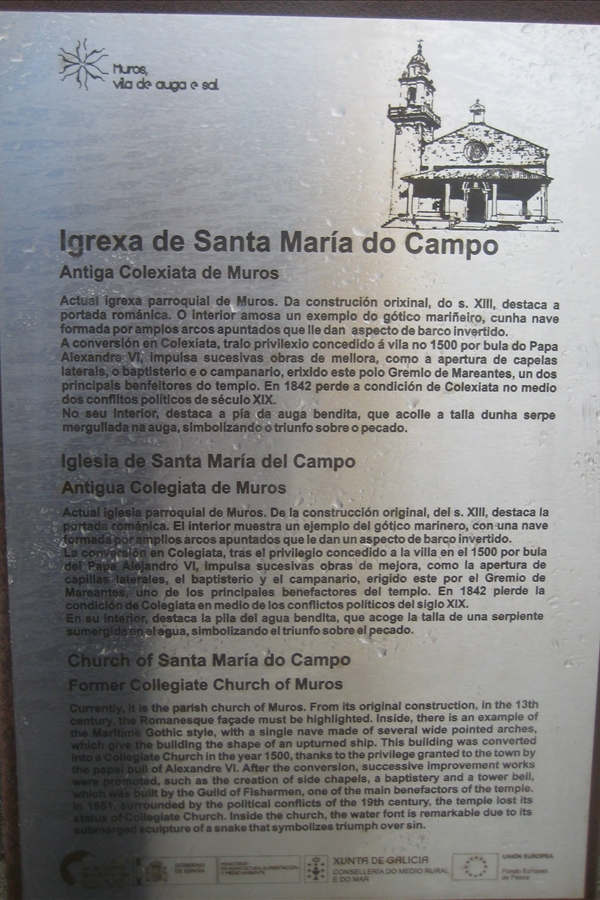 Muros,
vila de auga e sal
Igrexa de Santa María do Campo
Antiga Colexiata de Muros
Actual igrexa parroquial de Muros. Da construción orixinal, do s. XIII, destaca a
portada románica. O interior amosa un exemplo do gótico mariñeiro, cunha nave
formada por amplos arcos apuntados que lle dan aspecto de barco invertido.
A conversión en Colexiata, tralo privilexio concedido á vila no 1500 por bula do Papa
Alexandre VI, impulsa sucesivas obras de mellora, como a apertura de capelas
laterais, o baptisterio e o campanario, erixido este polo Gremio de Mareantes, un dos
principais benfeitores do templo. En 1842 perde a condición de Colexiata no medio
dos conflitos políticos de século XIX.
No seu interior, destaca a pía da auga bendita, que acolle a talla dunha serpe
mergullada na auga, simbolizando o triunfo sobre o pecado.
Iglesia de Santa María del Campo
Antigua Colegiata de Muros
Actual iglesia parroquial de Muros. De la construcción original, del s. XIII, destaca la
portada románica. El interior muestra un ejemplo del gótico marinero, con una nave
formada por amplios arcos apuntados que le dan un aspecto de barco invertido.
La conversión en Colegiata, tras el privilegio concedido a la villa en el 1500 por bula
del Papa Alejandro VI, impulsa sucesivas obras de mejora, como la apertura de
capillas laterales, el baptisterio y el campanario, erigido este por el Gremio de
Mareantes, uno de los principales benefactores del templo. En 1842 pierde la
condición de Colegiata en medio de los conflictos políticos del siglo XIX.
En su interior, destaca la pila del agua bendita, que acoge la talla de una serpiente
sumergida en el agua, simbolizando el triunfo sobre el pecado.
Church of Santa María do Campo
Former Collegiate Church of Muros
Currently, it is the parish church of Muros. From its original construction, in the 13th
century, the Romanesque façade must be highlighted. Inside, there is an example of
the Maritime Gothic style, with a single nave made of several wide pointed arches,
which give the building the shape of an upturned ship. This building was converted
into a Collegiate Church in the year 1500, thanks to the privilege granted to the town by
the papal bull of Alexandre VI. After the conversion, successive improvement works
were promoted, such as the creation of side chapels, a baptistery and a tower bell,
which was built by the Guild of Fishermen, one of the main benefactors of the temple.
In 1851, surrounded by the political conflicts of the 19th century, the temple lost its
status of Collegiate Church. Inside the church, the water font is remarkable due to its
submerged sculpture of a snake that symbolizes triumph over sin.
GOBIERNO
DE ESPAÑA
MINISTERIO
DE AGRICULTURA, ALIMENTACIÓN
Y MEDIO AMBIENTE
XUNTA DE GALICIA
CONSELLERÍA DO MEDIO RURAL
E DO MAR
UNIÓN EUROPEA
Fondo Europeo
de Pesca